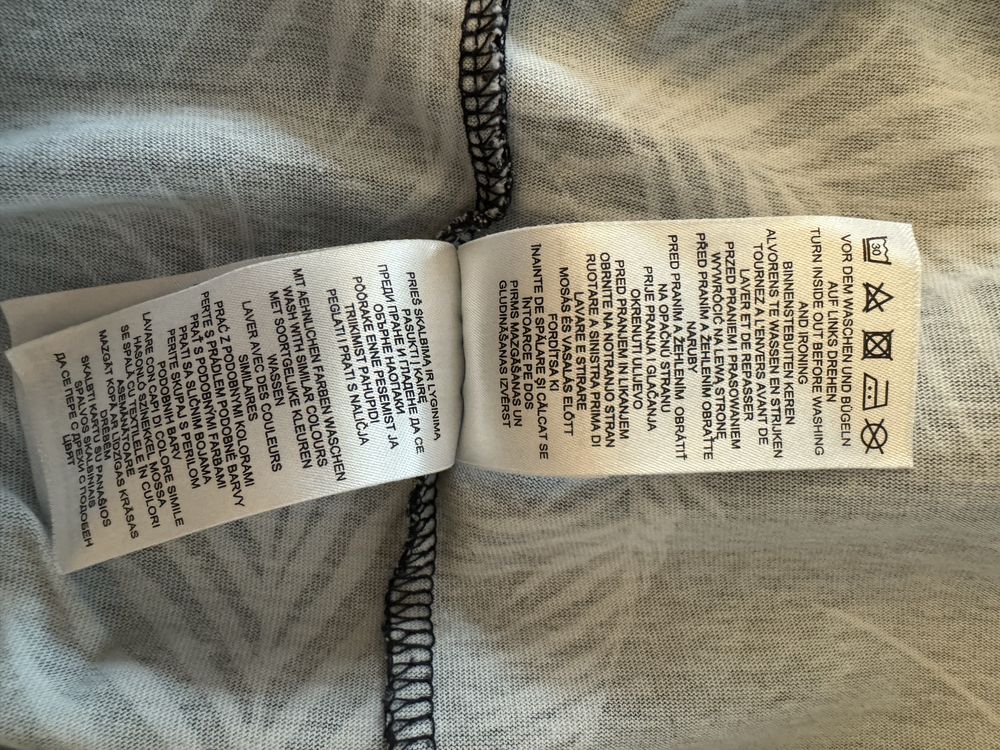 30
VOR DEM WASCHEN UND BÜGELN
AUF LINKS DREHEN
TURN INSIDE OUT BEFORE WASHING
AND IRONING
BINNENSTEBUITEN KEREN
ALVORENS TE WASSEN EN STRIJKEN
TOURNEZ A L'ENVERS AVANT DE
LAVER ET DE REPASSER
PRZED PRANIEM I PRASOWANIEM
WYWRÓCIĆ NA LEWĄ STRONĘ
PŘED PRANÍM A ŽEHLENÍM OBRAŤTE
NARUBY
PRED PRANÍM A ŽEHLENÍM OBRÁTIŤ
NA OPAČNÚ STRANU
PRIJE PRANJA I GLAČANJA
OKRENUTI ULIJEVO
PRED PRANJEM IN LIKANJEM
OBRNITE NA NOTRANJO STRAN
RUOTARE A SINISTRA PRIMA DI
LAVARE E STIRARE
MOSÁS ÉS VASALÁS ELŐTT
FORDÍTSA KI
ÎNAINTE DE SPĂLARE ȘI CĂLCAT SE
ÎNTOARCE PE DOS
PIRMS MAZGĀŠANAS UN
GLUDINĀŠANAS IZVĒRST
PRIEŠ SKALBIMĄ IR LYGINIMĄ
PASUKTI Į KAIRĘ
ПРЕДИ ПРАНЕ И ГЛАДЕНЕ ДА СЕ
ОБЪРНЕ НАОПАКИ
PÖÖRAKE ENNE PESEMIST JA
TRIIKIMIST PAHUPIDI
PEGLATI I PRATI S NALIČJA
MIT AEHNLICHEN FARBEN WASCHEN
WASH WITH SIMILAR COLOURS
MET SOORTGELIJKE KLEUREN
WASSEN
LAVER AVEC DES COULEURS
SIMILAIRES
PRAĆ Z PODOBNYMI KOLORAMI
PERTE S PRÁDLEM PODOBNÉ BARVY
PRAŤ S PODOBNÝMI FARBAMI
PRATI SA SLIČNIM BOJAMA
PERITE SKUPAJ S PERILOM
PODOBNIH BARV
LAVARE CON CAPI DI COLORE SIMILE
HASONLÓ SZÍNEKKEL MOSSA
SE SPALĂ CU TEXTILELE IN CULORI
ASEMĂNĂTOARE
MAZGĀT KOPĀ AR LĪDZĪGAS KRĀSAS
DRĒBĒM
SKALBTI KARTU SU PANAŠIOS
SPALVOS SKALBINIAIS
ДА СЕ ПЕРЕ С ДРЕХИ С ПОДОБЕН
ЦВЯТ